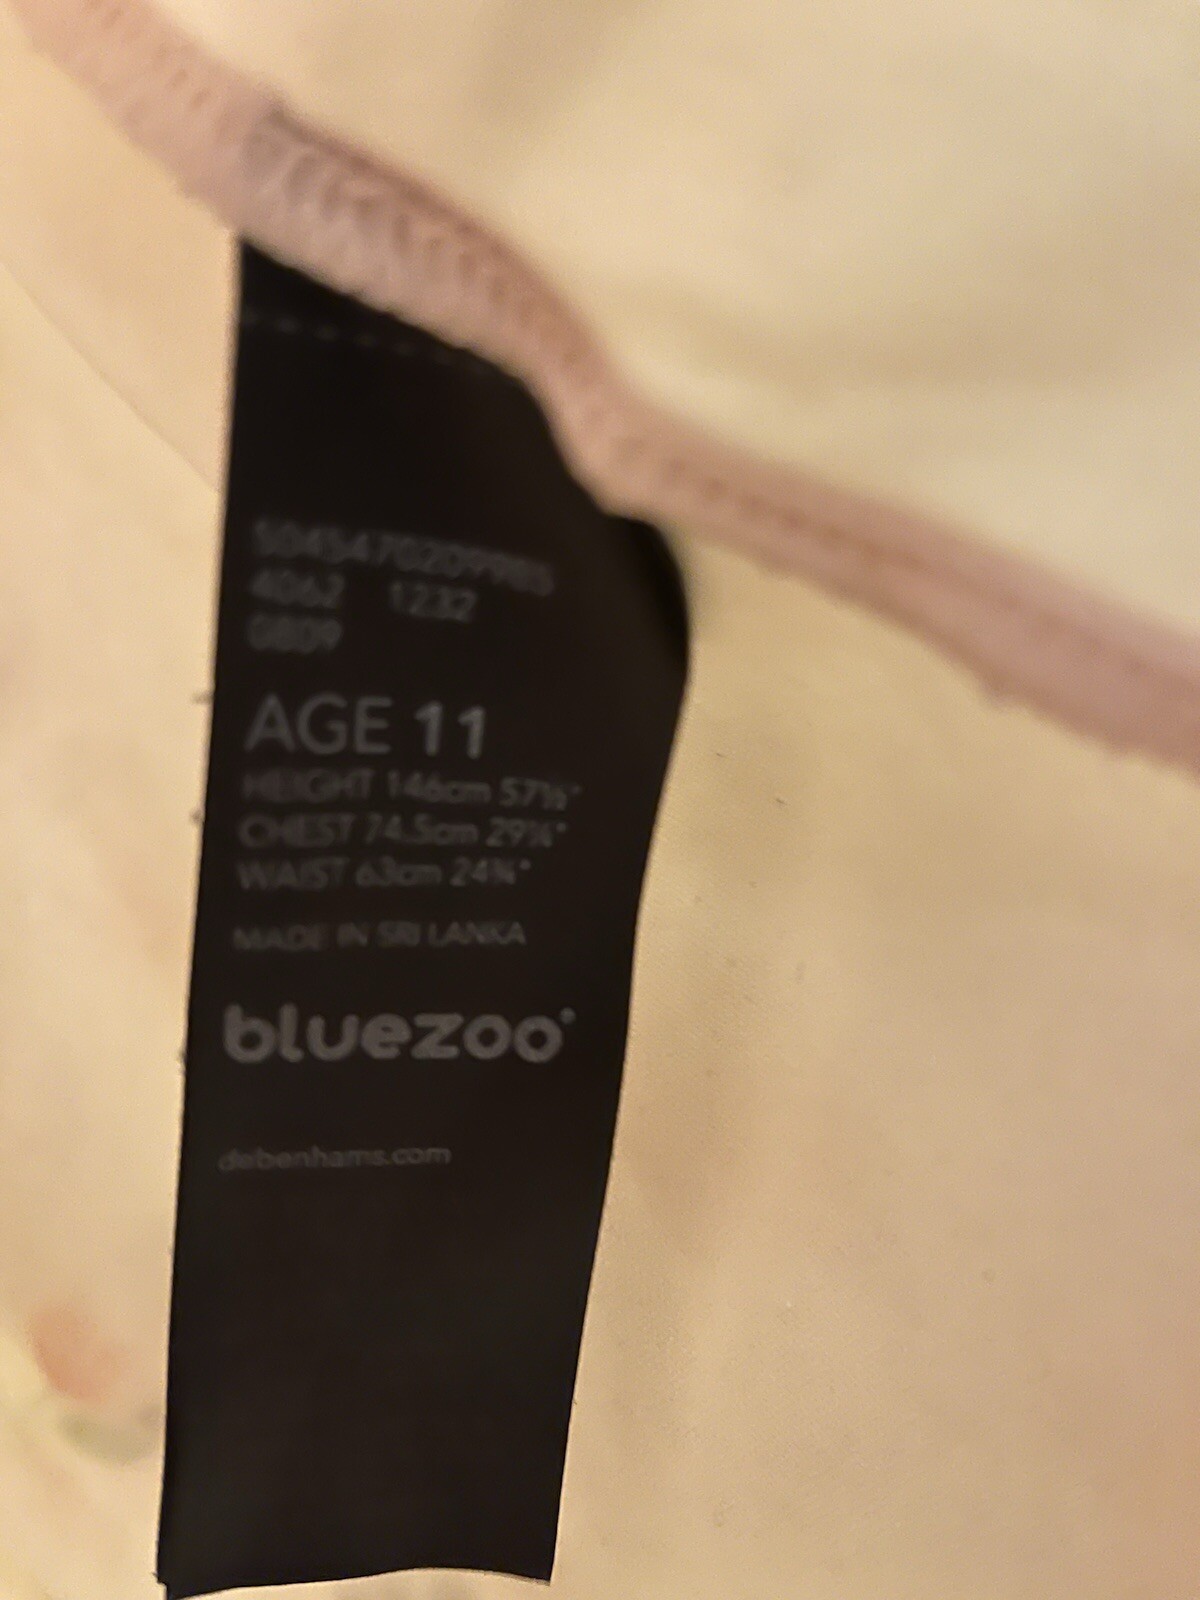 4062 1232
0809
AGE 11
HEIGHT 146cm 57½"
CHEST 74.5cm 29¼"
WAIST 63cm 24¾"
MADE IN SRI LANKA
bluezoo
debenhams.com